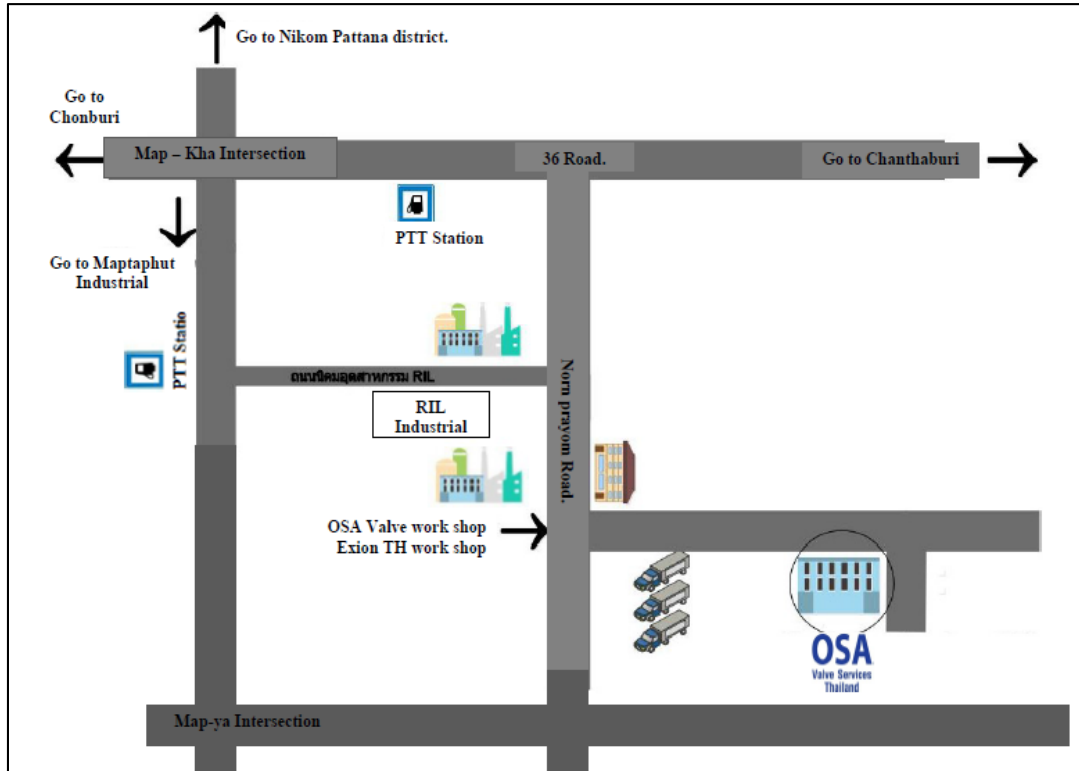 Go to Nikom Pattana district.
Go to
Chonburi
Map – Kha Intersection
36 Road.
Go to Chanthaburi
PTT Station
Go to Maptaphut
Industrial
PTT Statio
ถนนนิคมอุตสาหกรรม RIL
RIL
Industrial
Norn prayom Road.
OSA Valve work shop
Exion TH work shop
OSA
Valve Services
Thailand
Map-ya Intersection